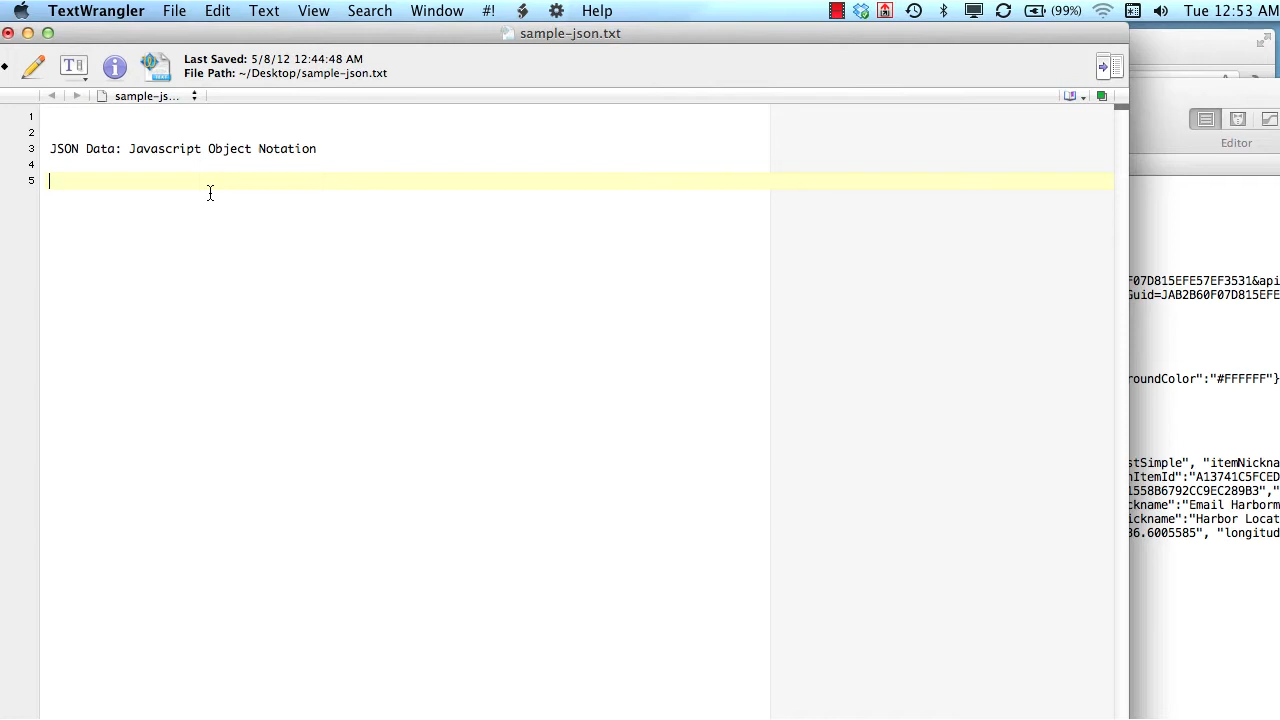 TextWrangler File Edit Text View Search Window #! Help (99%) Tue 12:53 AM
sample-json.txt
Last Saved: 5/8/12 12:44:48 AM
File Path: ~/Desktop/sample-json.txt
sample-js...
1
2
3 JSON Data: Javascript Object Notation
4
5
Editor
F07D815EFE57EF3531&api
Guid=JAB2B60F07D815EFE
roundColor":"#FFFFFF"}
stSimple", "itemNickna
nItemId":"A13741C5FCED
1558B6792CC9EC289B3","
ickname":"Email Harborm
ickname":"Harbor Locat
36.6005585", "longitud